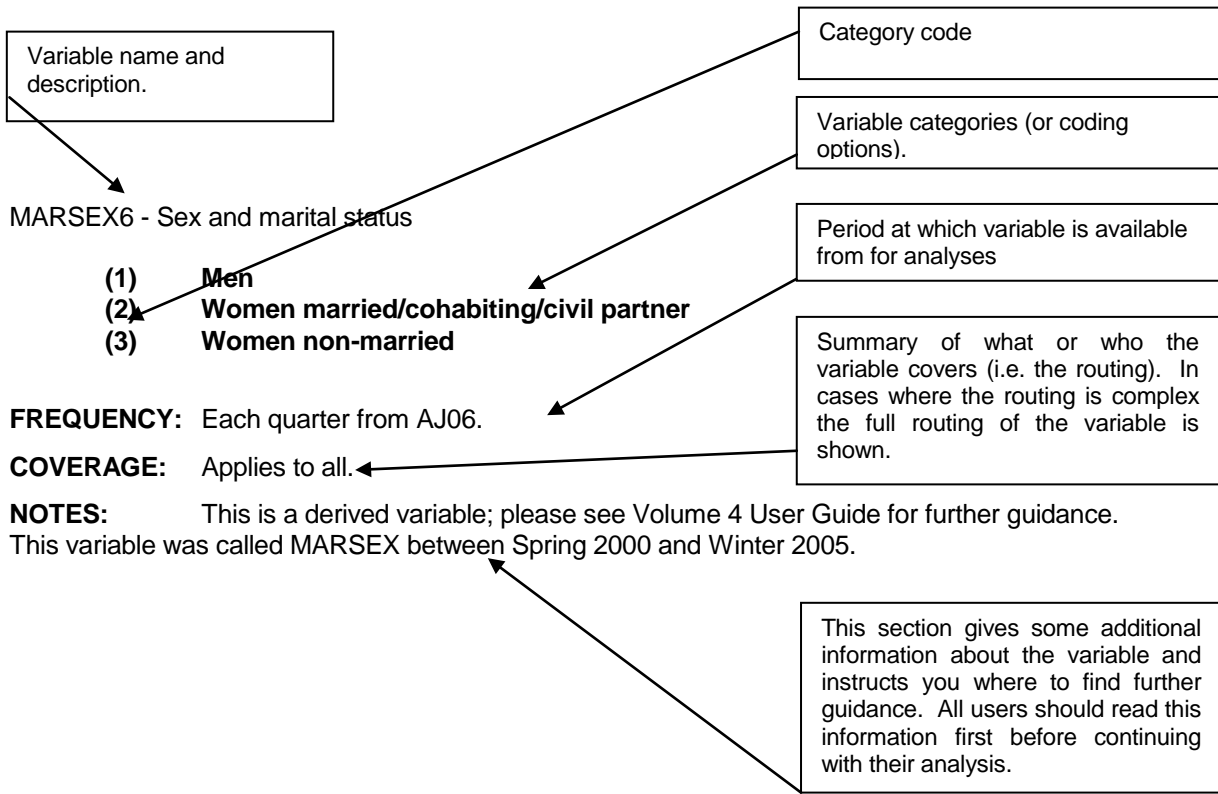 Category code
Variable name and
description.
Variable categories (or coding
options).
MARSEX6 - Sex and marital status
Period at which variable is available
from for analyses
(1) Men
(2) Women married/cohabiting/civil partner
(3) Women non-married
Summary of what or who the
variable covers (i.e. the routing). In
cases where the routing is complex
the full routing of the variable is
shown.
FREQUENCY: Each quarter from AJ06.
COVERAGE: Applies to all.
NOTES: This is a derived variable; please see Volume 4 User Guide for further guidance.
This variable was called MARSEX between Spring 2000 and Winter 2005.
This section gives some additional
information about the variable and
instructs you where to find further
guidance. All users should read this
information first before continuing
with their analysis.